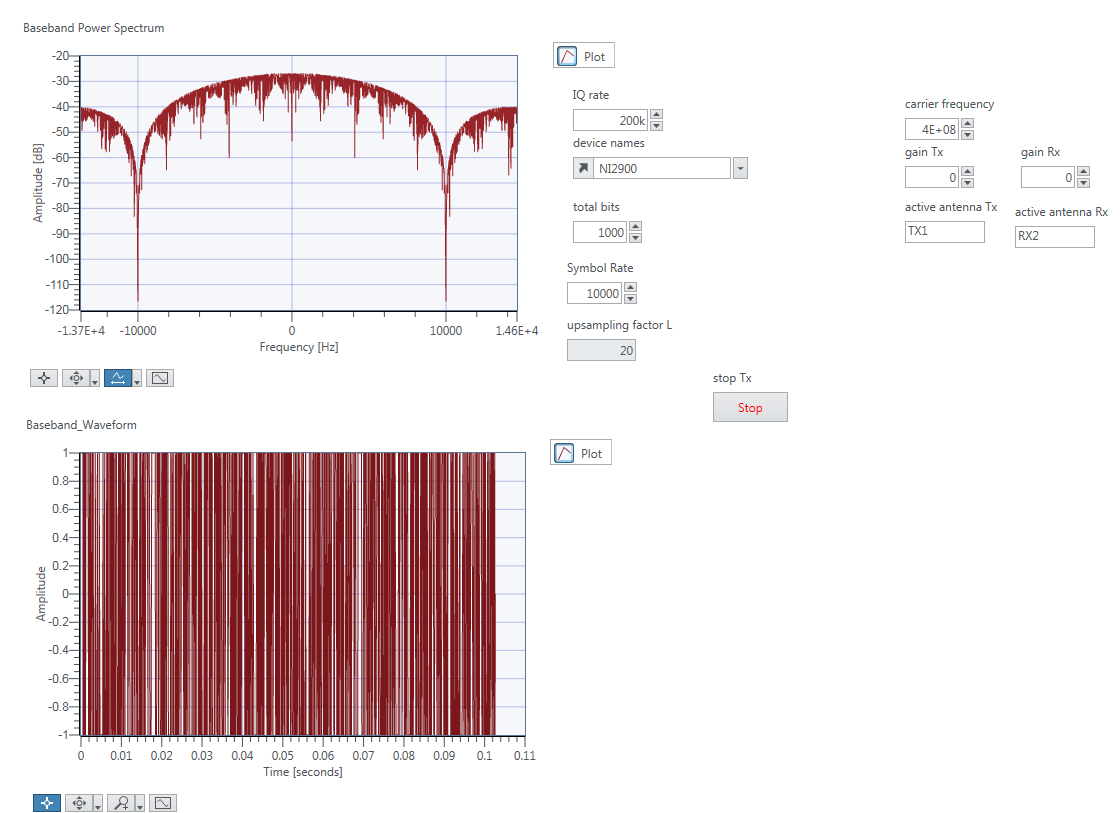 Baseband Power Spectrum
-20
-30
-40
-50
-60
-70
-80
-90
-100
-110
-120
Amplitude [dB]
-1.37E+4 -10000 0 10000 1.46E+4
Frequency [Hz]
Plot
IQ rate
200k
device names
NI2900
total bits
1000
Symbol Rate
10000
upsampling factor L
20
carrier frequency
4E+08
gain Tx gain Rx
0 0
active antenna Tx active antenna Rx
TX1 RX2
stop Tx
Stop
Baseband_Waveform
Plot
1
0.8
0.6
0.4
0.2
0
-0.2
-0.4
-0.6
-0.8
-1
Amplitude
0 0.01 0.02 0.03 0.04 0.05 0.06 0.07 0.08 0.09 0.1 0.11
Time [seconds]